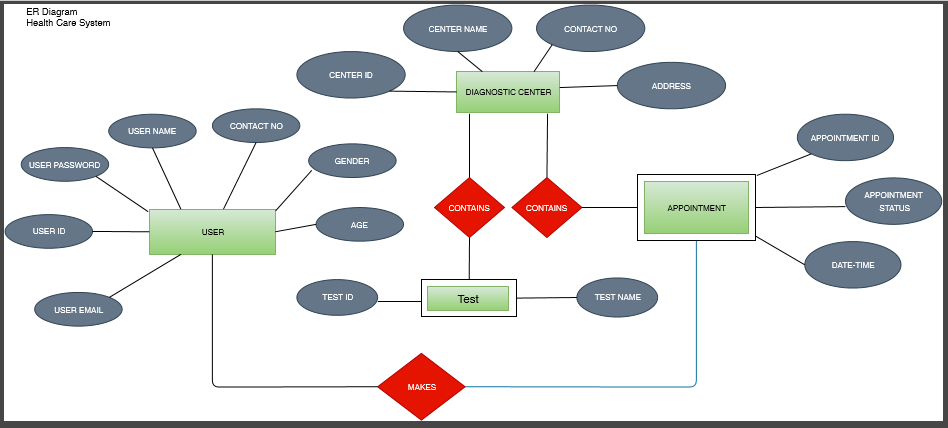 ER Diagram
Health Care System
CENTER NAME
CONTACT NO
CENTER ID
DIAGNOSTIC CENTER
ADDRESS
USER NAME
CONTACT NO
APPOINTMENT ID
USER PASSWORD
GENDER
CONTAINS
CONTAINS
APPOINTMENT
APPOINTMENT
STATUS
USER ID
USER
AGE
DATE-TIME
TEST ID
Test
TEST NAME
USER EMAIL
MAKES